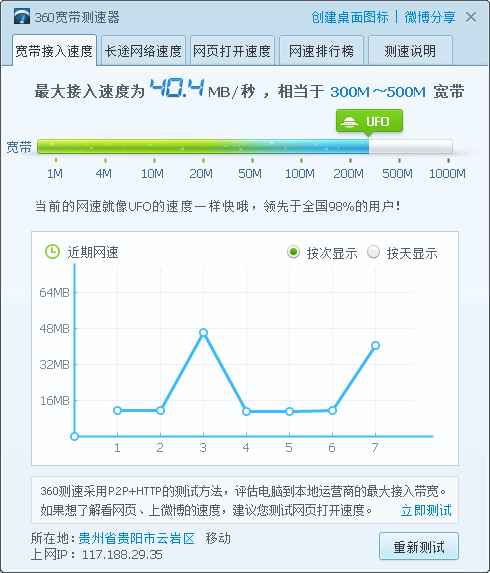 360宽带测速器 创建桌面图标 | 微博分享
宽带接入速度 长途网络速度 网页打开速度 网速排行榜 测速说明
最大接入速度为 40.4 MB/秒 ，相当于 300M～500M 宽带
UFO
宽带
1M 4M 10M 20M 50M 100M 200M 500M 1000M
当前的网速就像UFO的速度一样快哦，领先于全国98%的用户！
近期网速 按次显示 按天显示
64MB
48MB
32MB
16MB
1 2 3 4 5 6 7
360测速采用P2P+HTTP的测试方法，评估电脑到本地运营商的最大接入带宽。
如果想了解看网页、上微博的速度，建议您测试网页打开速度。 立即测试
所在地:贵州省贵阳市云岩区 移动
上网IP：117.188.29.35
重新测试